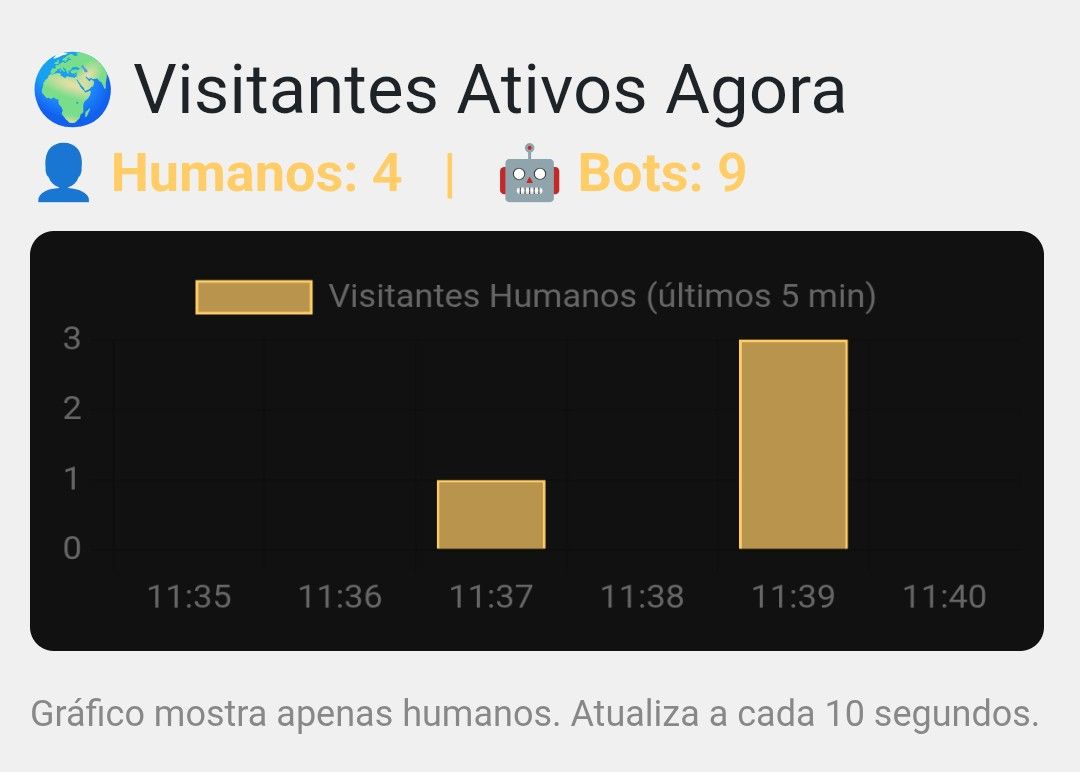 🌍 Visitantes Ativos Agora
👤 Humanos: 4 | 🤖 Bots: 9
Visitantes Humanos (últimos 5 min)
3
2
1
0
11:35 11:36 11:37 11:38 11:39 11:40
Gráfico mostra apenas humanos. Atualiza a cada 10 segundos.